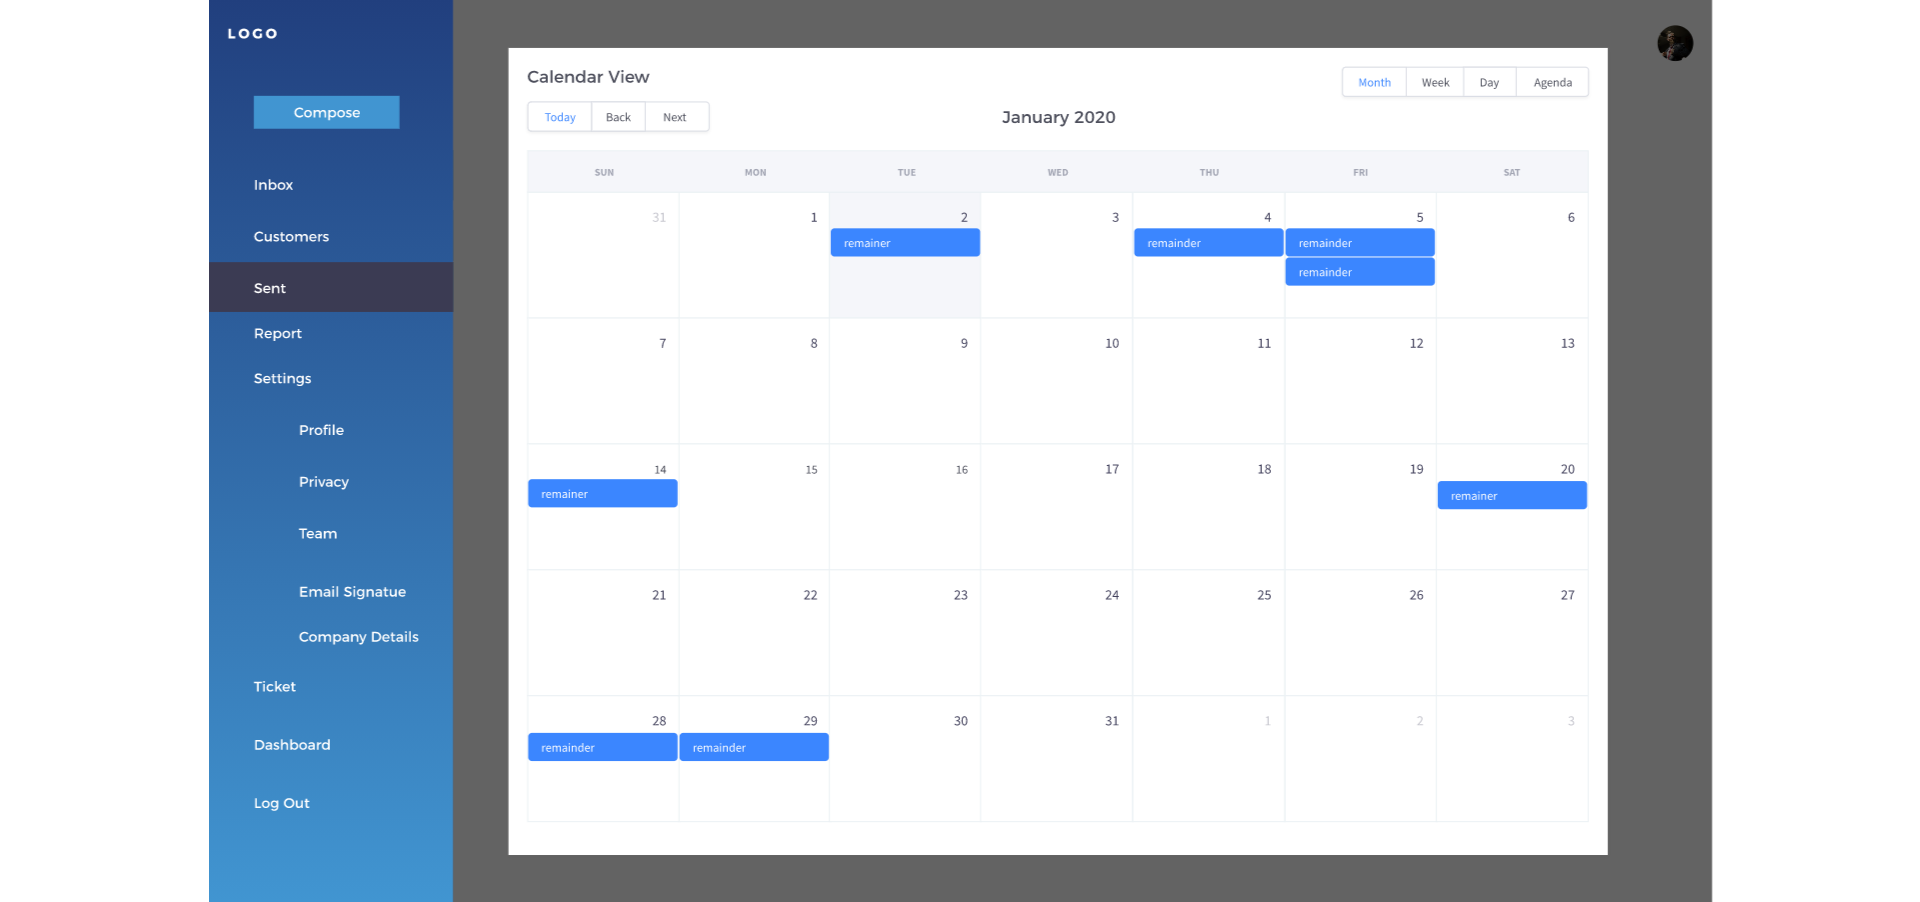 LOGO
Compose
Inbox
Customers
Sent
Report
Settings
Profile
Privacy
Team
Email Signatue
Company Details
Ticket
Dashboard
Log Out
Calendar View
Month Week Day Agenda
Today Back Next
January 2020
SUN MON TUE WED THU FRI SAT
31 1 2 3 4 5 6
remainer remainder remainder
remainder
7 8 9 10 11 12 13
14 15 16 17 18 19 20
remainer remainer
21 22 23 24 25 26 27
28 29 30 31 1 2 3
remainder remainder